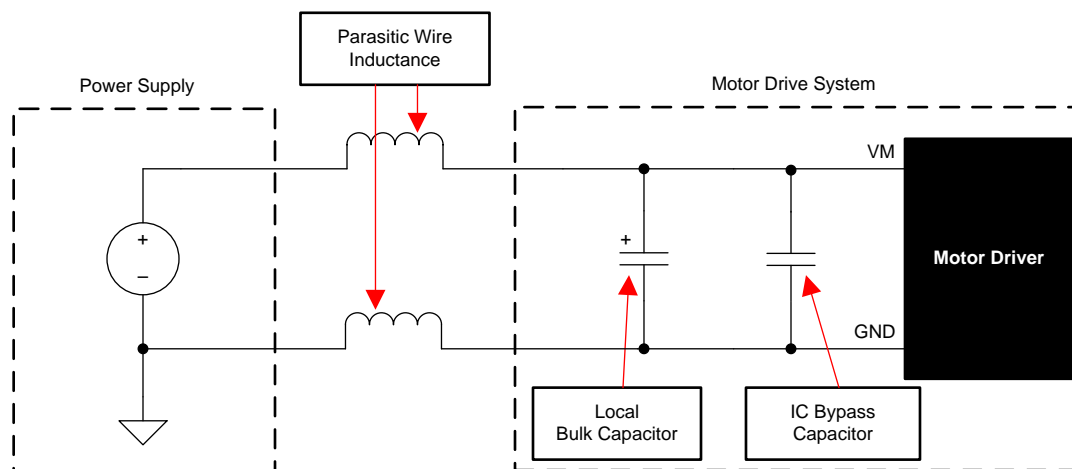 Parasitic Wire
Inductance
Power Supply
Motor Drive System
VM
+
–
+
Motor Driver
GND
Local
Bulk Capacitor
IC Bypass
Capacitor